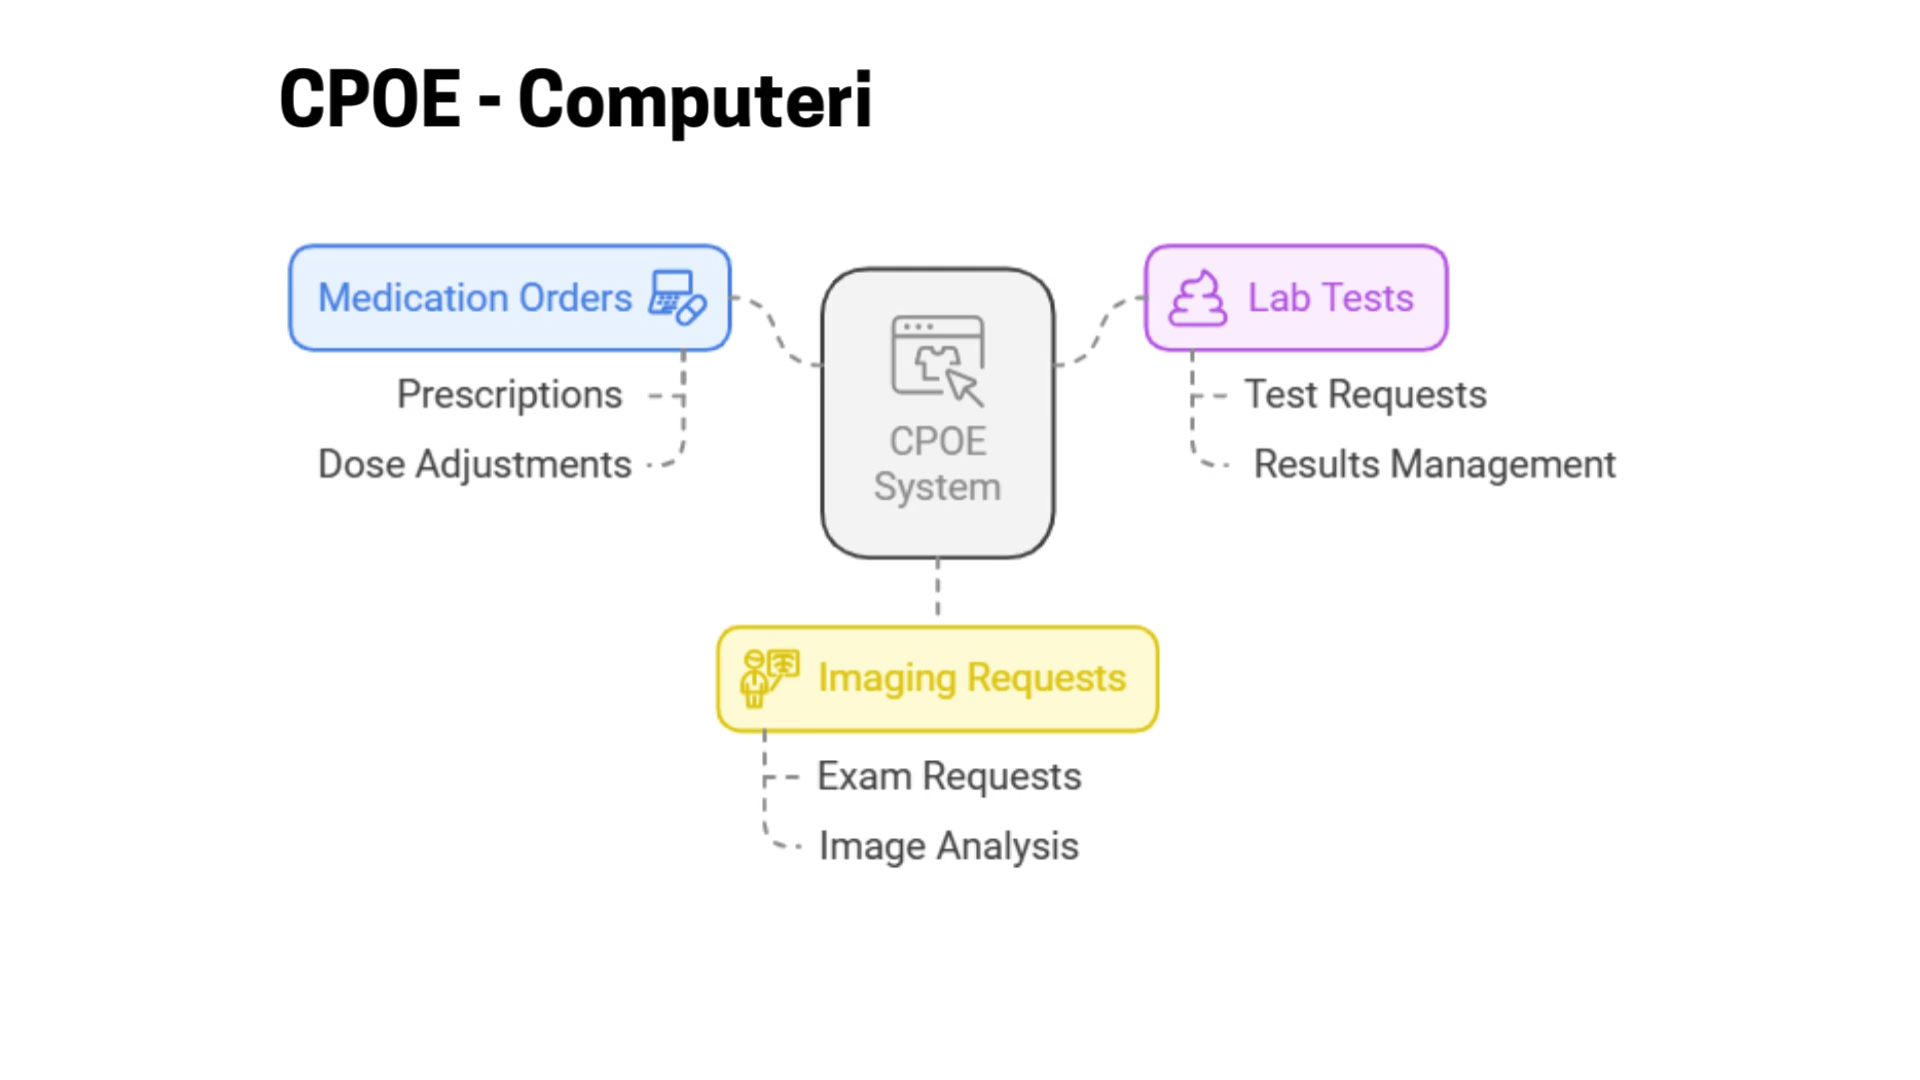 CPOE - Computeri
Medication Orders
Prescriptions
Dose Adjustments
CPOE
System
Lab Tests
Test Requests
Results Management
Imaging Requests
Exam Requests
Image Analysis